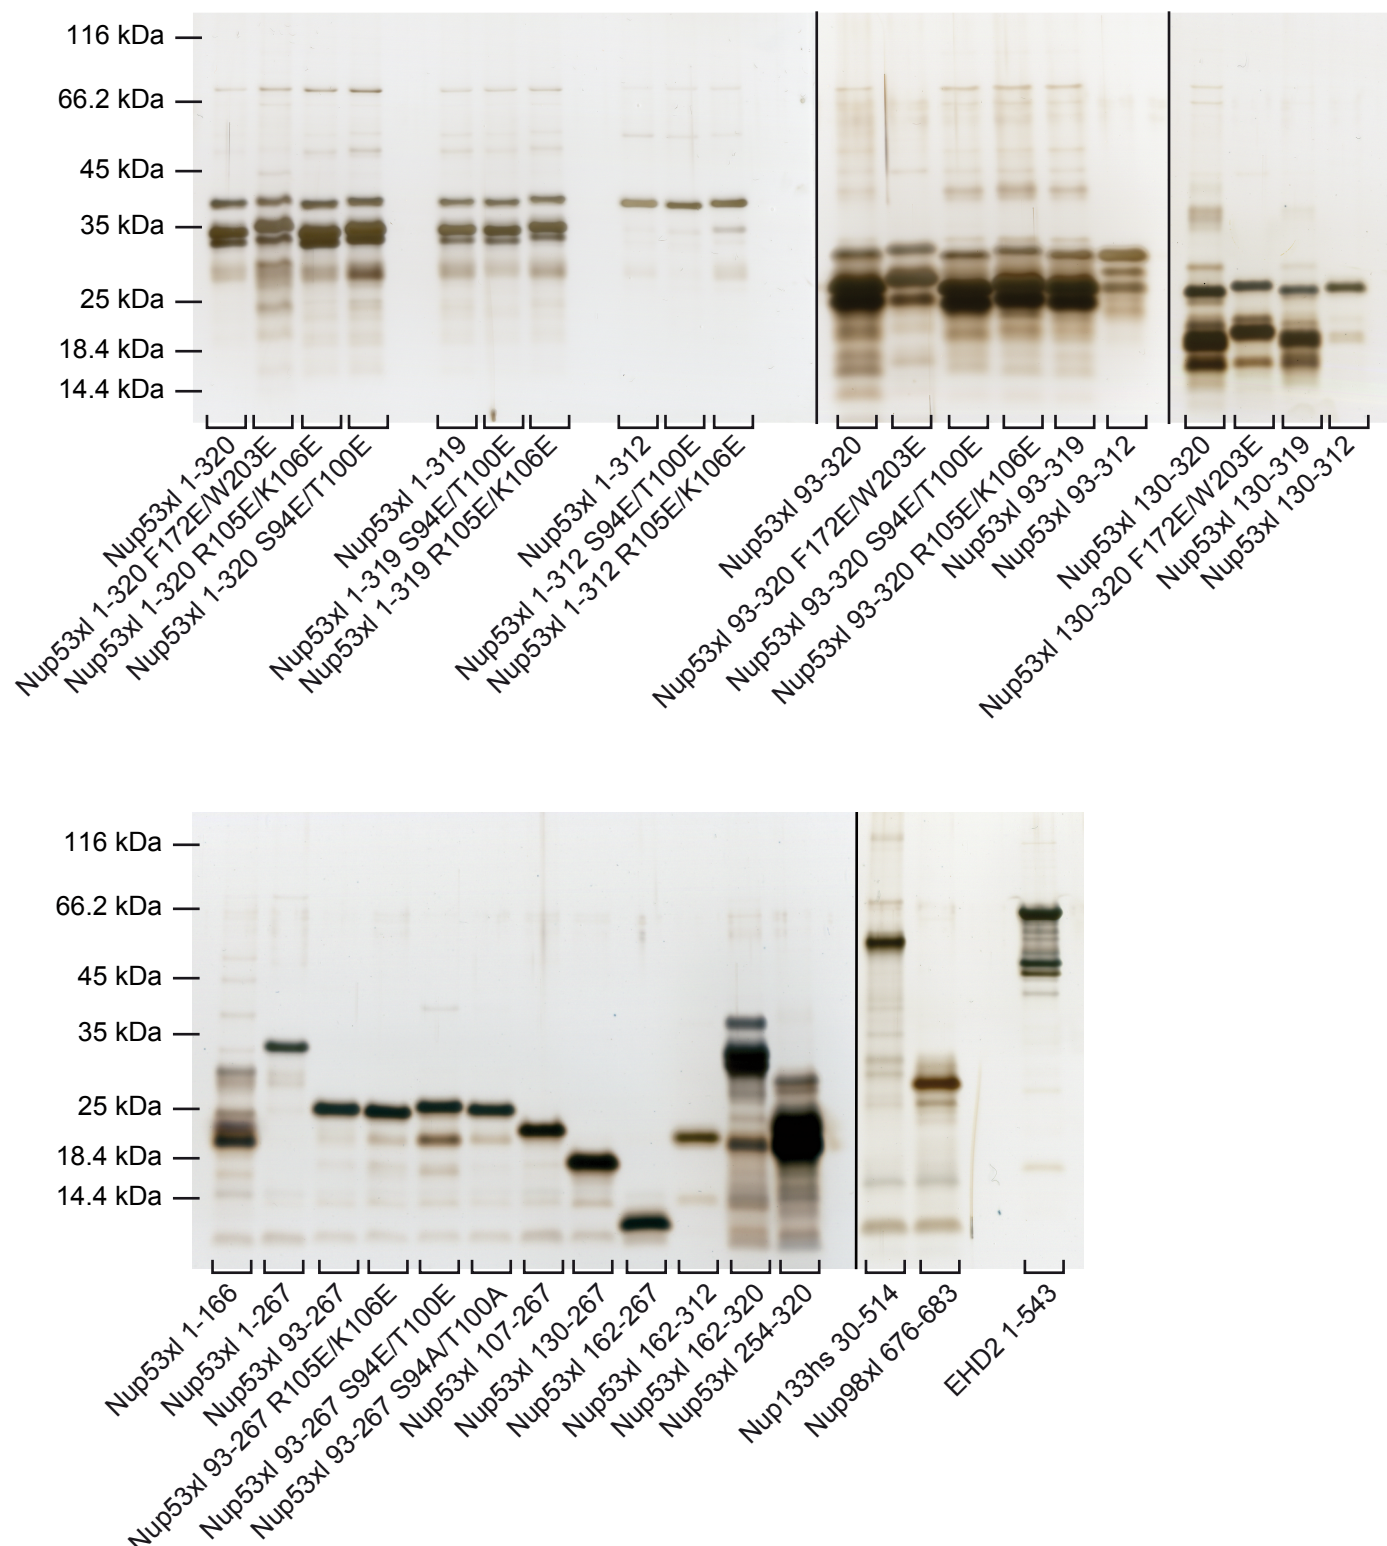 116 kDa
66.2 kDa
45 kDa
35 kDa
25 kDa
18.4 kDa
14.4 kDa
Nup53xl 1-320
Nup53xl 1-320 F172E/W203E
Nup53xl 1-320 R105E/K106E
Nup53xl 1-320 S94E/T100E
Nup53xl 1-319
Nup53xl 1-319 S94E/T100E
Nup53xl 1-319 R105E/K106E
Nup53xl 1-312
Nup53xl 1-312 S94E/T100E
Nup53xl 1-312 R105E/K106E
Nup53xl 93-320
Nup53xl 93-320 F172E/W203E
Nup53xl 93-320 S94E/T100E
Nup53xl 93-320 R105E/K106E
Nup53xl 93-319
Nup53xl 93-312
Nup53xl 130-320
Nup53xl 130-320 F172E/W203E
Nup53xl 130-319
Nup53xl 130-312
116 kDa
66.2 kDa
45 kDa
35 kDa
25 kDa
18.4 kDa
14.4 kDa
Nup53xl 1-166
Nup53xl 1-267
Nup53xl 93-267
Nup53xl 93-267 R105E/K106E
Nup53xl 93-267 S94E/T100E
Nup53xl 93-267 S94A/T100A
Nup53xl 107-267
Nup53xl 130-267
Nup53xl 162-267
Nup53xl 162-312
Nup53xl 162-320
Nup53xl 254-320
Nup133hs 30-514
Nup98xl 676-683
EHD2 1-543